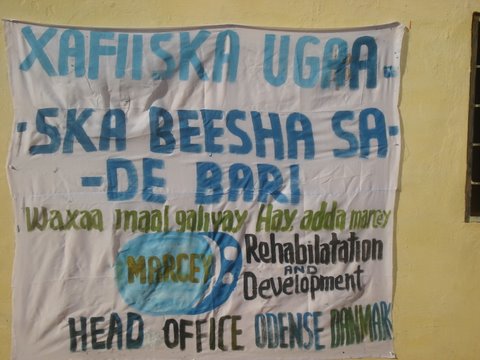 XAFIISKA UGAA-
-SKA BEESHA SA-
-DE BARI
Waxaa maal galiyay Hay, adda marcey
MARCEY
Rehabilatation
AND
Development
HEAD OFFICE ODENSE DANMAK